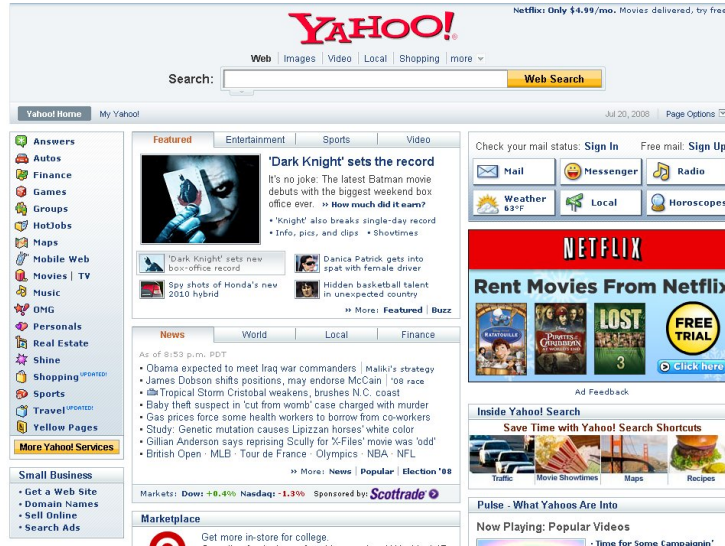 Netflix: Only $4.99/mo. Movies delivered, try free
YAHOO!
Web Images Video Local Shopping more
Search: Web Search
Yahoo! Home My Yahoo! Jul 20, 2008 Page Options
Answers
Autos
Finance
Games
Groups
HotJobs
Maps
Mobile Web
Movies | TV
Music
OMG
Personals
Real Estate
Shine
Shopping UPDATED!
Sports
Travel UPDATED!
Yellow Pages
More Yahoo! Services
Small Business
• Get a Web Site
• Domain Names
• Sell Online
• Search Ads
Featured Entertainment Sports Video
'Dark Knight' sets the record
It's no joke: The latest Batman movie
debuts with the biggest weekend box
office ever. » How much did it earn?
• 'Knight' also breaks single-day record
• Info, pics, and clips • Showtimes
'Dark Knight' sets new
box-office record
Danica Patrick gets into
spat with female driver
Spy shots of Honda's new
2010 hybrid
Hidden basketball talent
in unexpected country
» More: Featured | Buzz
News World Local Finance
As of 8:53 p.m. PDT
• Obama expected to meet Iraq war commanders | Maliki's strategy
• James Dobson shifts positions, may endorse McCain | '08 race
• Tropical Storm Cristobal weakens, brushes N.C. coast
• Baby theft suspect in 'cut from womb' case charged with murder
• Gas prices force some health workers to borrow from co-workers
• Study: Genetic mutation causes Lipizzan horses' white color
• Gillian Anderson says reprising Scully for 'X-Files' movie was 'odd'
• British Open · MLB · Tour de France · Olympics · NBA · NFL
» More: News | Popular | Election '08
Markets: Dow: +0.4% Nasdaq: -1.3% Sponsored by: Scottrade
Marketplace
Get more in-store for college.
Check your mail status: Sign In Free mail: Sign Up
Mail Messenger Radio
Weather
63°F
Local Horoscopes
NETFLIX
Rent Movies From Netflix
RATATOUILLE
PIRATES
CARIBBEAN
LOST
3
FREE
TRIAL
Click here
Ad Feedback
Inside Yahoo! Search
Save Time with Yahoo! Search Shortcuts
Traffic Movie Showtimes Maps Recipes
Pulse - What Yahoos Are Into
Now Playing: Popular Videos
• Time for Some Campaignin'